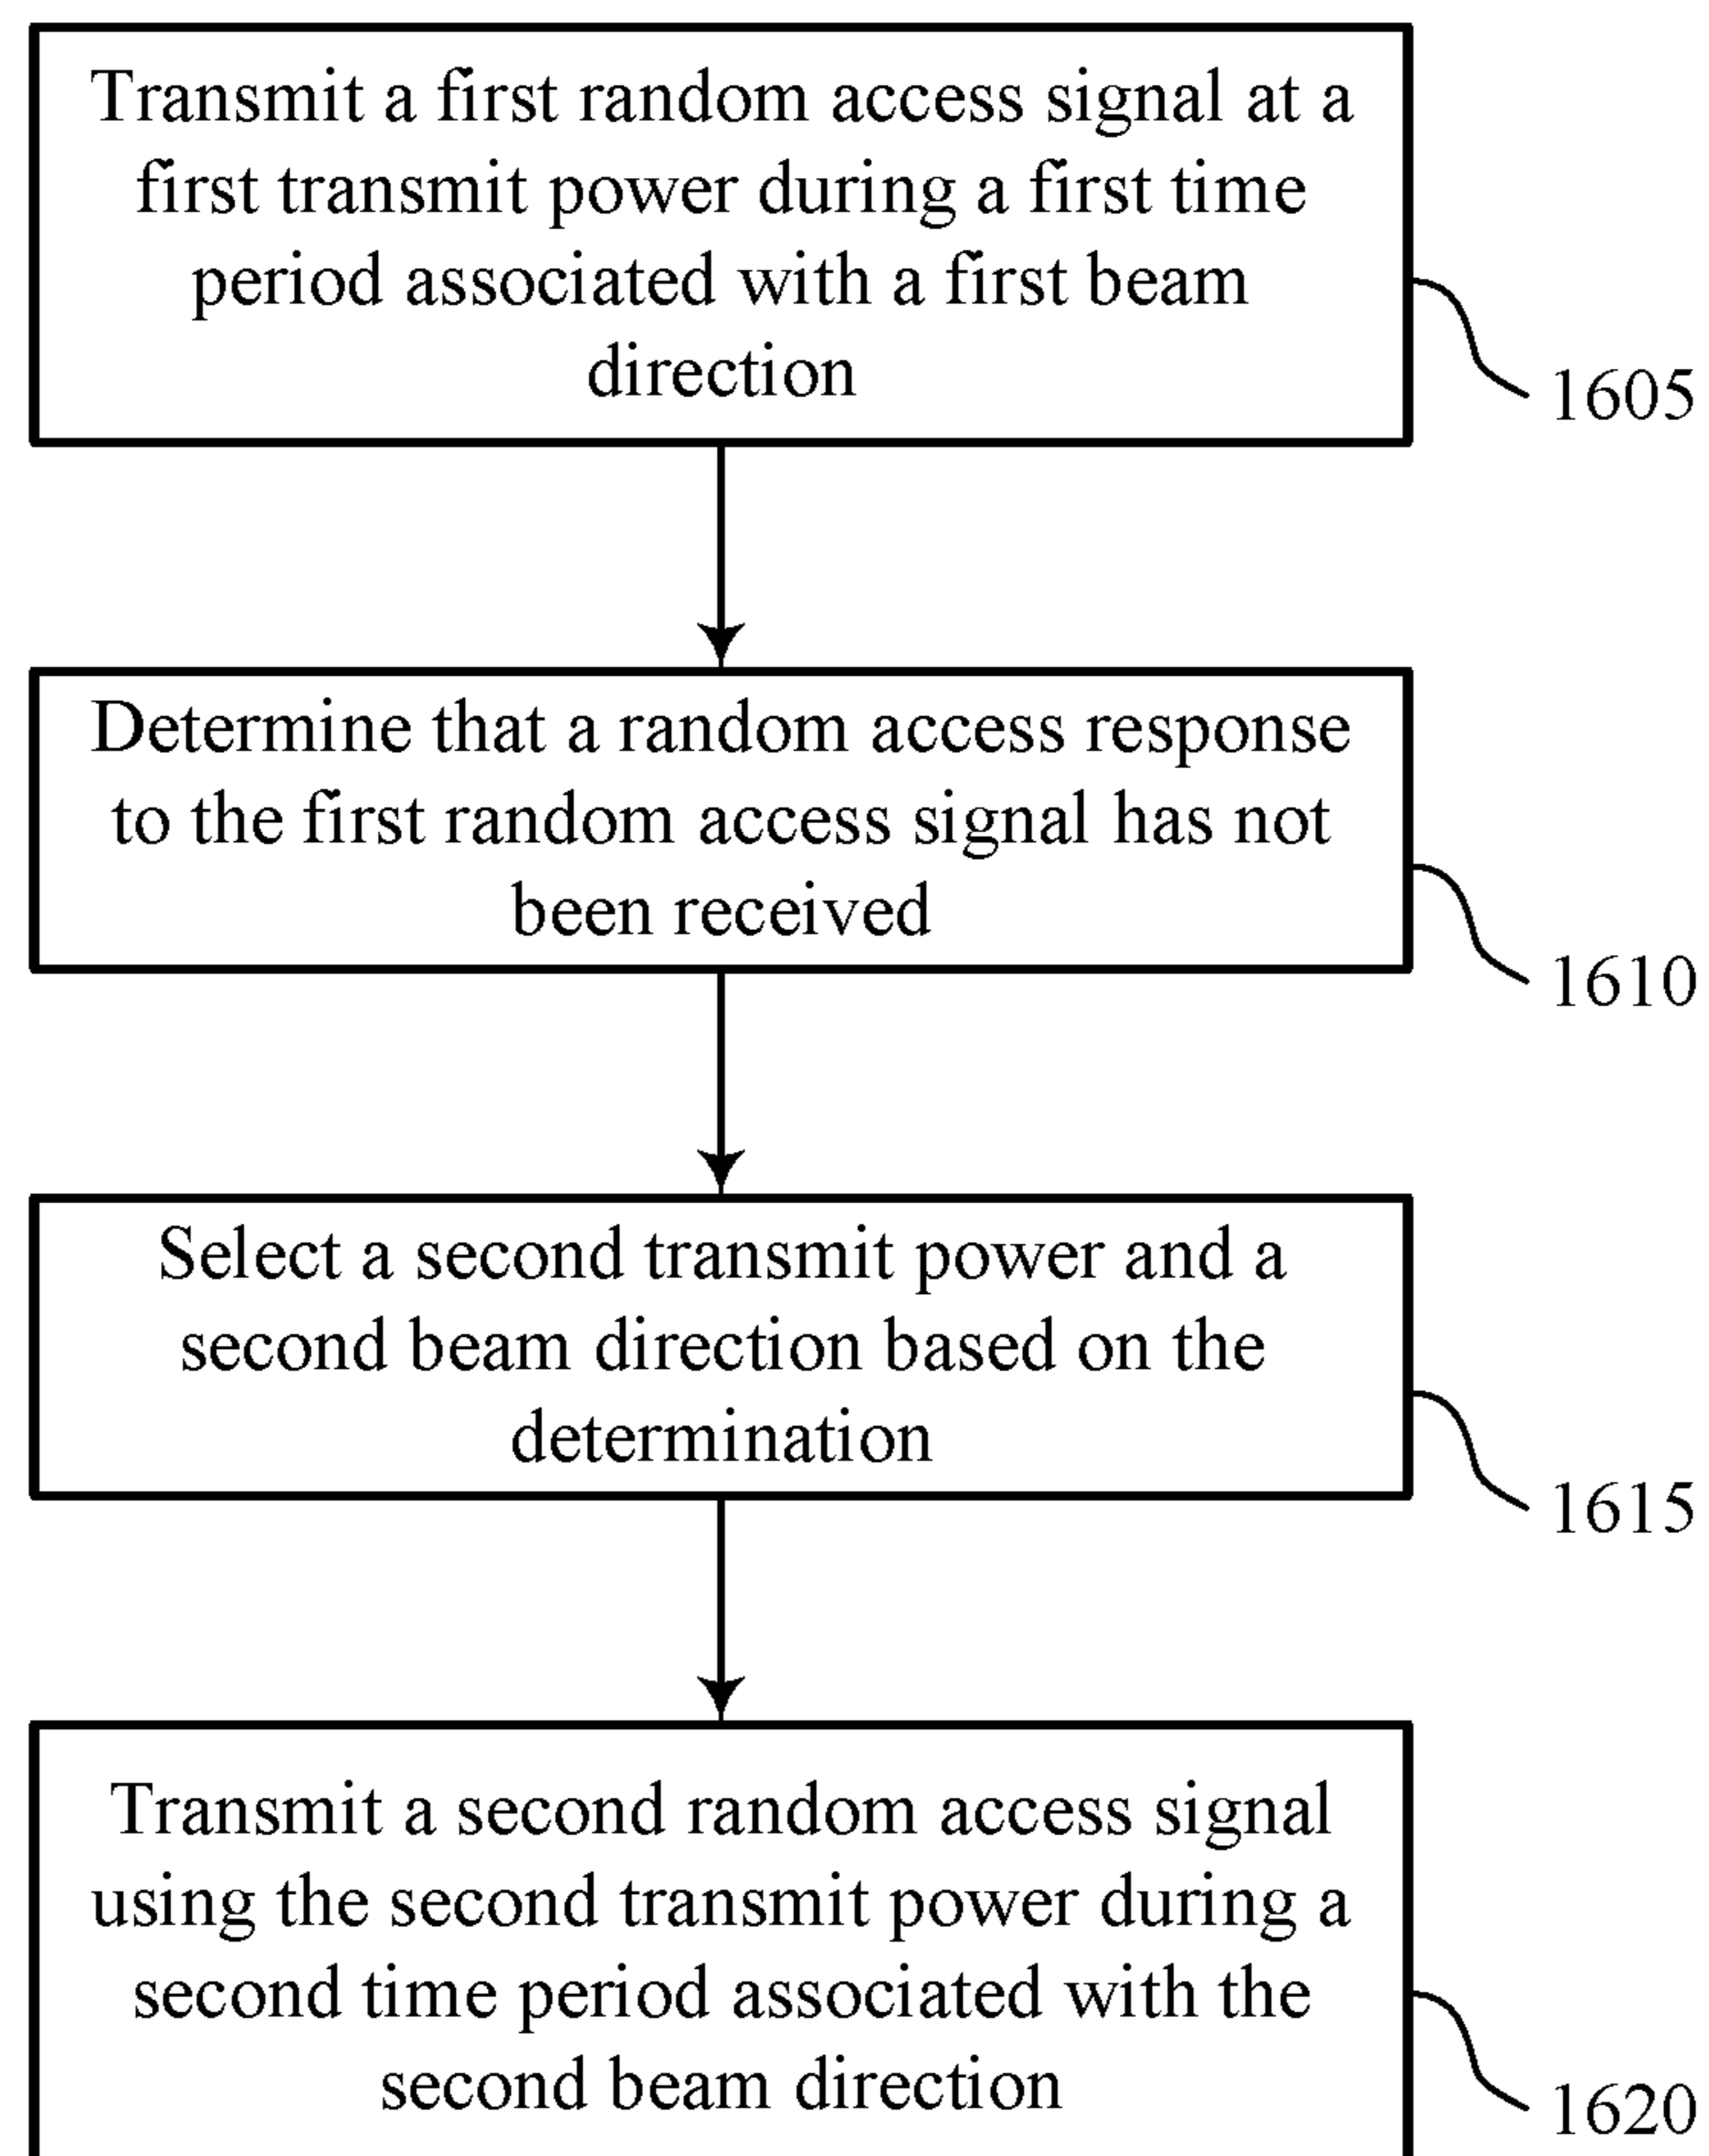 Transmit a first random access signal at a
first transmit power during a first time
period associated with a first beam
direction
1605
Determine that a random access response
to the first random access signal has not
been received
1610
Select a second transmit power and a
second beam direction based on the
determination
1615
Transmit a second random access signal
using the second transmit power during a
second time period associated with the
second beam direction
1620